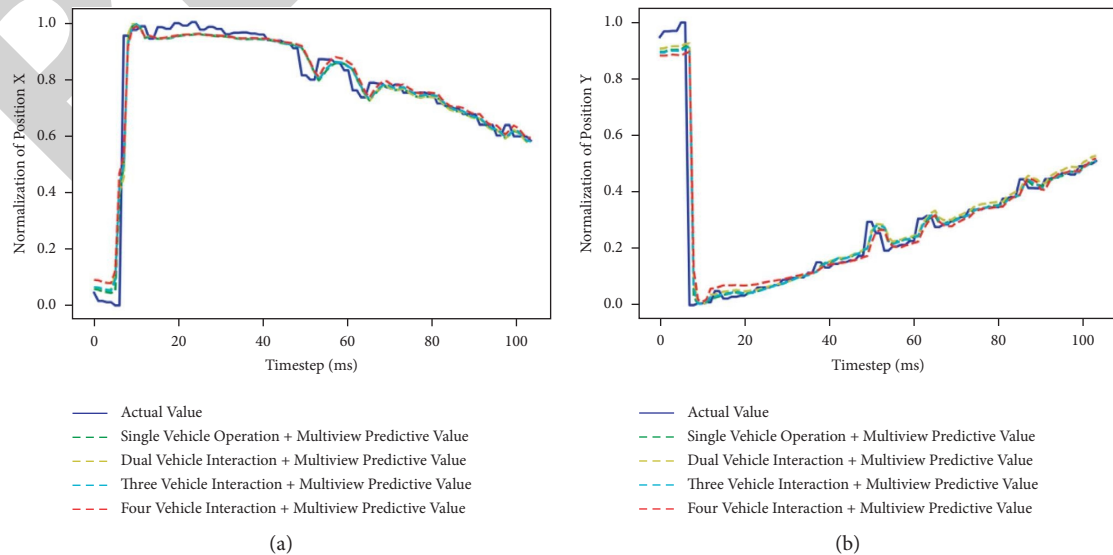 1.0
0.8
0.6
0.4
0.2
0.0
Normalization of Position X
0 20 40 60 80 100
Timestep (ms)
Actual Value
Single Vehicle Operation + Multiview Predictive Value
Dual Vehicle Interaction + Multiview Predictive Value
Three Vehicle Interaction + Multiview Predictive Value
Four Vehicle Interaction + Multiview Predictive Value
(a)
1.0
0.8
0.6
0.4
0.2
0.0
Normalization of Position Y
0 20 40 60 80 100
Timestep (ms)
Actual Value
Single Vehicle Operation + Multiview Predictive Value
Dual Vehicle Interaction + Multiview Predictive Value
Three Vehicle Interaction + Multiview Predictive Value
Four Vehicle Interaction + Multiview Predictive Value
(b)